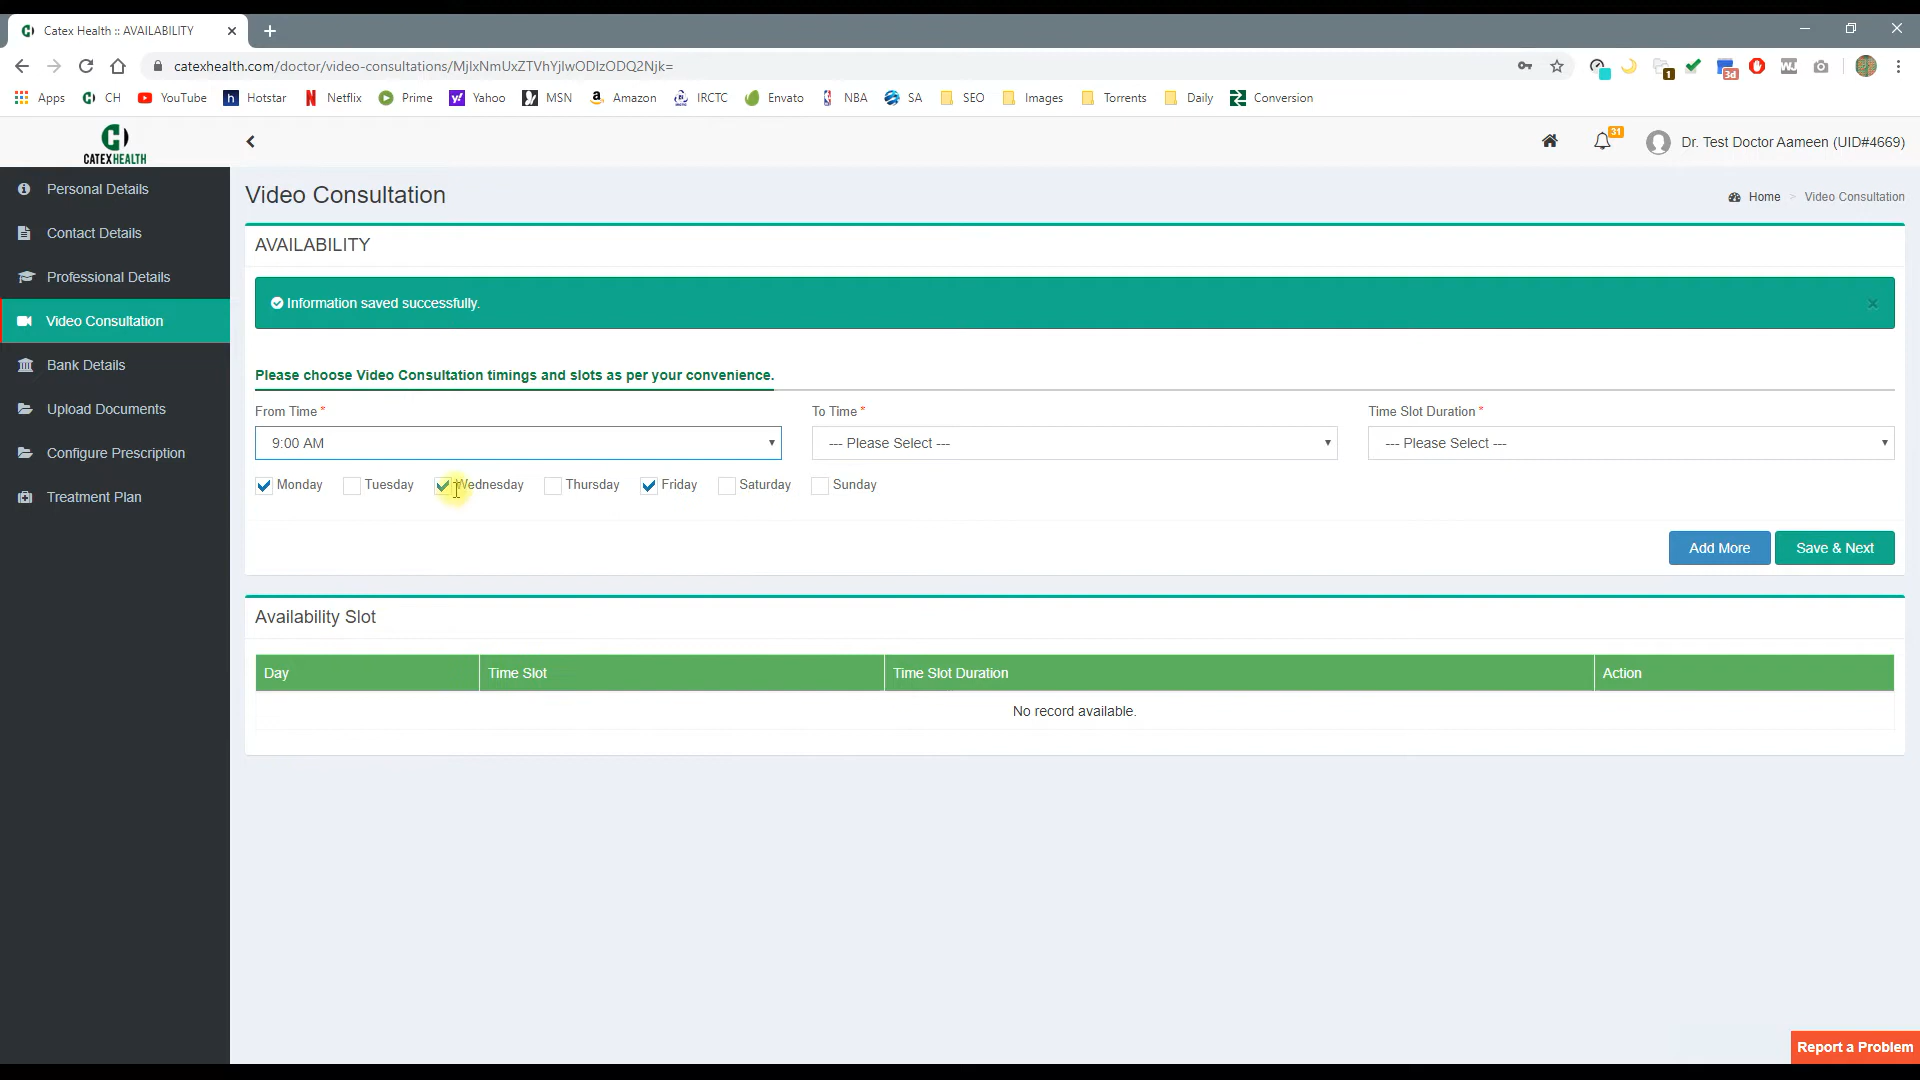 Catex Health :: AVAILABILITY
catexhealth.com/doctor/video-consultations/MjIxNmUxZTVhYjIwODIzODQ2Njk=
1
3d
Apps CH YouTube Hotstar Netflix Prime Yahoo MSN Amazon IRCTC Envato NBA SA SEO Images Torrents Daily Conversion
CATEXHEALTH
31
Dr. Test Doctor Aameen (UID#4669)
Personal Details
Contact Details
Professional Details
Video Consultation
Bank Details
Upload Documents
Configure Prescription
Treatment Plan
Video Consultation
Home > Video Consultation
AVAILABILITY
Information saved successfully.
×
Please choose Video Consultation timings and slots as per your convenience.
From Time * To Time * Time Slot Duration *
9:00 AM --- Please Select --- --- Please Select ---
Monday Tuesday Wednesday Thursday Friday Saturday Sunday
Add More Save & Next
Availability Slot
Day Time Slot Time Slot Duration Action
No record available.
Report a Problem